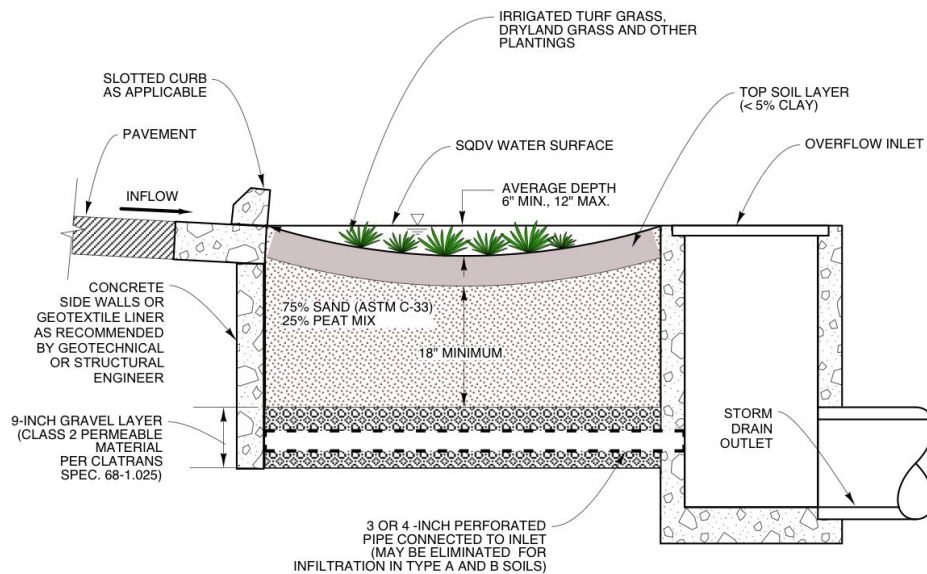 IRRIGATED TURF GRASS,
DRYLAND GRASS AND OTHER
PLANTINGS
SLOTTED CURB
AS APPLICABLE
TOP SOIL LAYER
(< 5% CLAY)
PAVEMENT
SQDV WATER SURFACE
OVERFLOW INLET
INFLOW
AVERAGE DEPTH
6" MIN., 12" MAX.
CONCRETE
SIDE WALLS OR
GEOTEXTILE LINER
AS RECOMMENDED
BY GEOTECHNICAL
OR STRUCTURAL
ENGINEER
75% SAND (ASTM C-33)
25% PEAT MIX
18" MINIMUM
9-INCH GRAVEL LAYER
(CLASS 2 PERMEABLE
MATERIAL
PER CLATRANS
SPEC. 68-1.025)
STORM
DRAIN
OUTLET
3 OR 4 -INCH PERFORATED
PIPE CONNECTED TO INLET
(MAY BE ELIMINATED FOR
INFILTRATION IN TYPE A AND B SOILS)